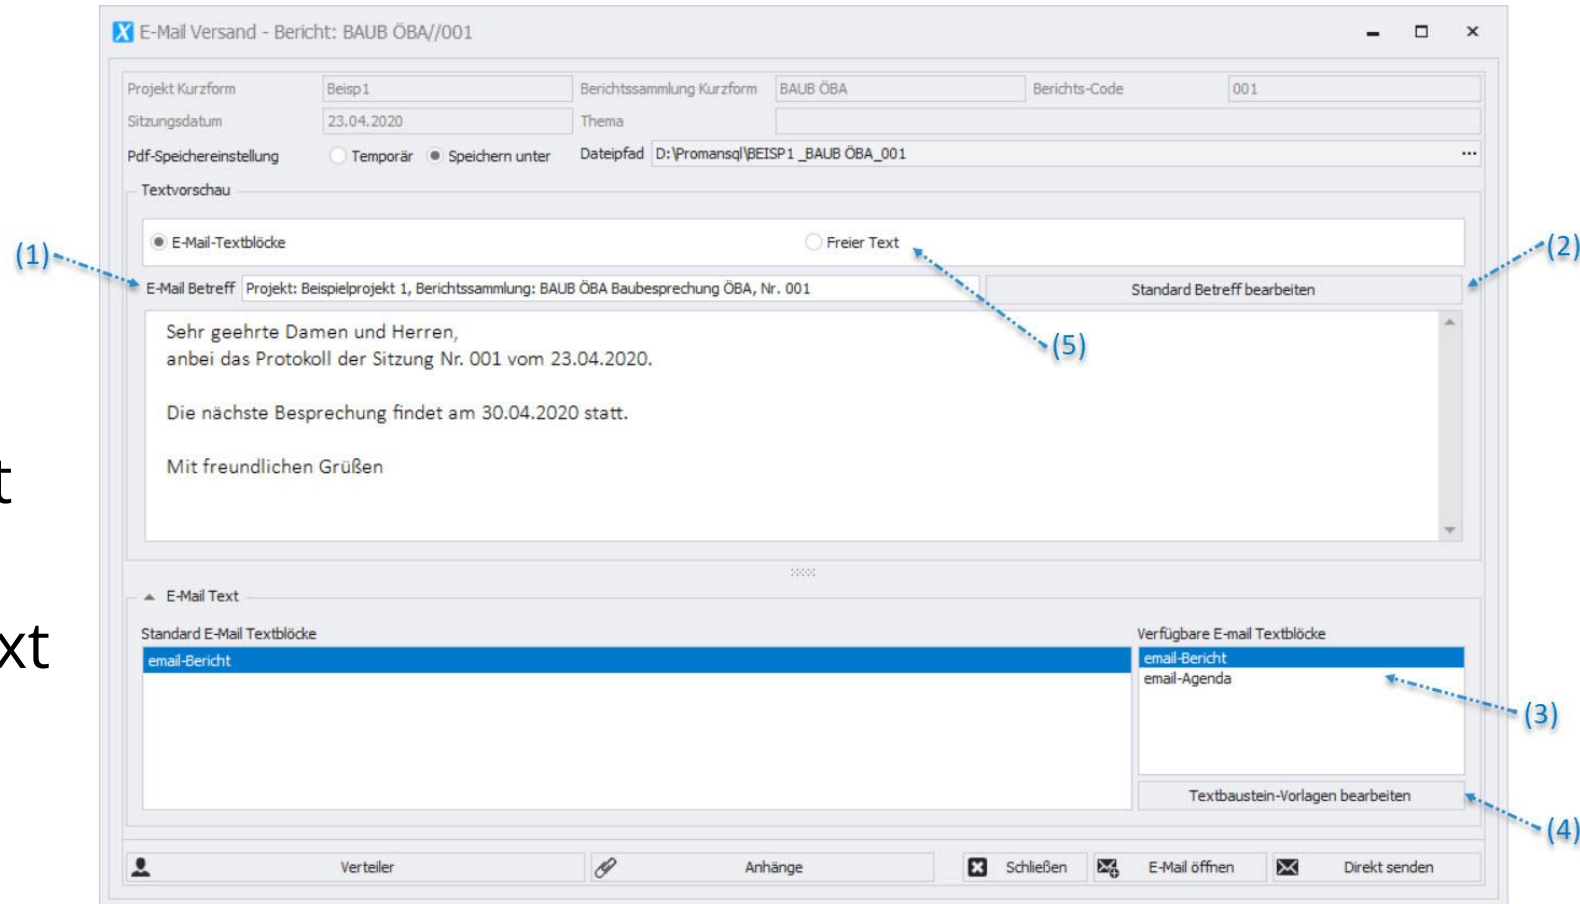 E-Mail Versand - Bericht: BAUB ÖBA//001
Projekt Kurzform Beisp1 Berichtssammlung Kurzform BAUB ÖBA Berichts-Code 001
Sitzungsdatum 23.04.2020 Thema
Pdf-Speichereinstellung Temporär Speichern unter Dateipfad D:\Promansql\BEISP1 _BAUB ÖBA_001 ...
Textvorschau
E-Mail-Textblöcke Freier Text
(1) (2)
E-Mail Betreff Projekt: Beispielprojekt 1, Berichtssammlung: BAUB ÖBA Baubesprechung ÖBA, Nr. 001 Standard Betreff bearbeiten
Sehr geehrte Damen und Herren,
(5)
anbei das Protokoll der Sitzung Nr. 001 vom 23.04.2020.
Die nächste Besprechung findet am 30.04.2020 statt.
Mit freundlichen Grüßen
t
E-Mail Text
xt
Standard E-Mail Textblöcke Verfügbare E-mail Textblöcke
email-Bericht email-Bericht
email-Agenda
(3)
Textbaustein-Vorlagen bearbeiten
(4)
Verteiler Anhänge Schließen E-Mail öffnen Direkt senden